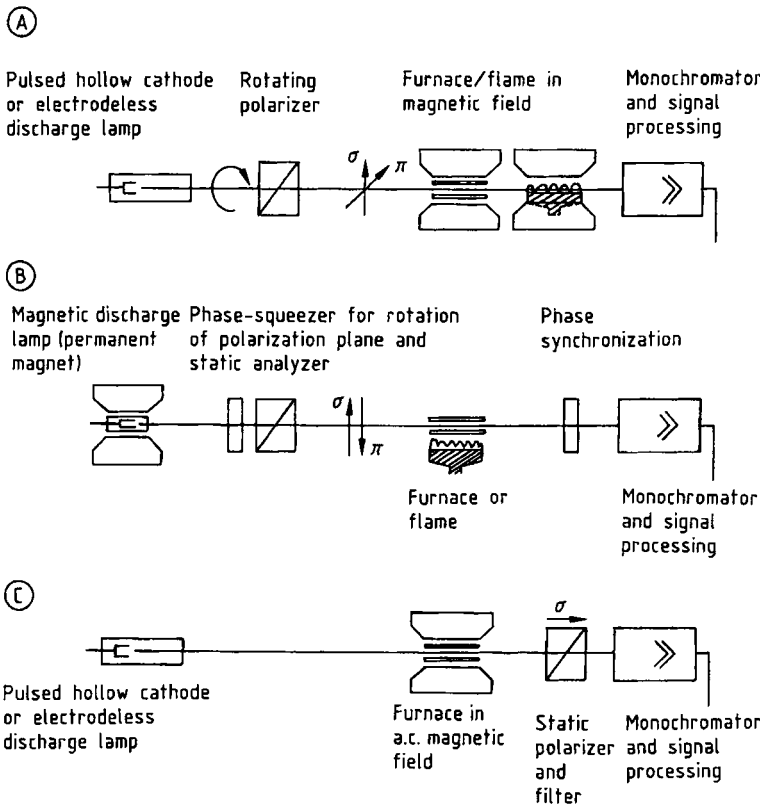 A
Pulsed hollow cathode
or electrodeless
discharge lamp
Rotating
polarizer
Furnace/flame in
magnetic field
Monochromator
and signal
processing
σ
π
B
Magnetic discharge
lamp (permanent
magnet)
Phase-squeezer for rotation
of polarization plane and
static analyzer
Phase
synchronization
σ
π
Furnace or
flame
Monochromator
and signal
processing
C
σ
Pulsed hollow cathode
or electrodeless
discharge lamp
Furnace in
a.c. magnetic
field
Static
polarizer
and
filter
Monochromator
and signal
processing